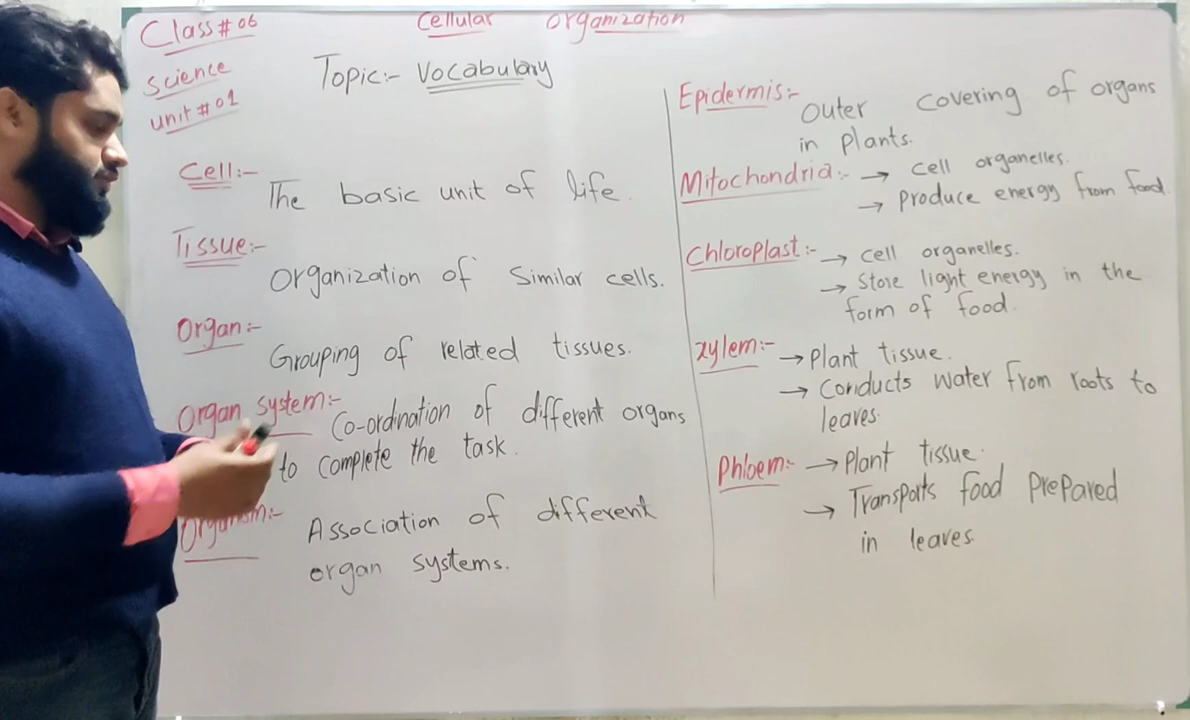 Class # 06
Science
unit # 01
Cellular organization
Topic:- Vocabulary
Cell:-
The basic unit of life.
Tissue:-
Organization of similar cells.
Organ:-
Grouping of related tissues.
Organ system:- Co-ordination of different organs
to complete the task.
Organism:- Association of different
organ systems.
Epidermis:- outer covering of organs
in plants.
Mitochondria:- → cell organelles.
→ produce energy from food.
Chloroplast:- → cell organelles.
→ store light energy in the
form of food.
Xylem:- → Plant tissue.
→ Conducts water from roots to
leaves.
Phloem:- → Plant tissue.
→ Transports food prepared
in leaves.